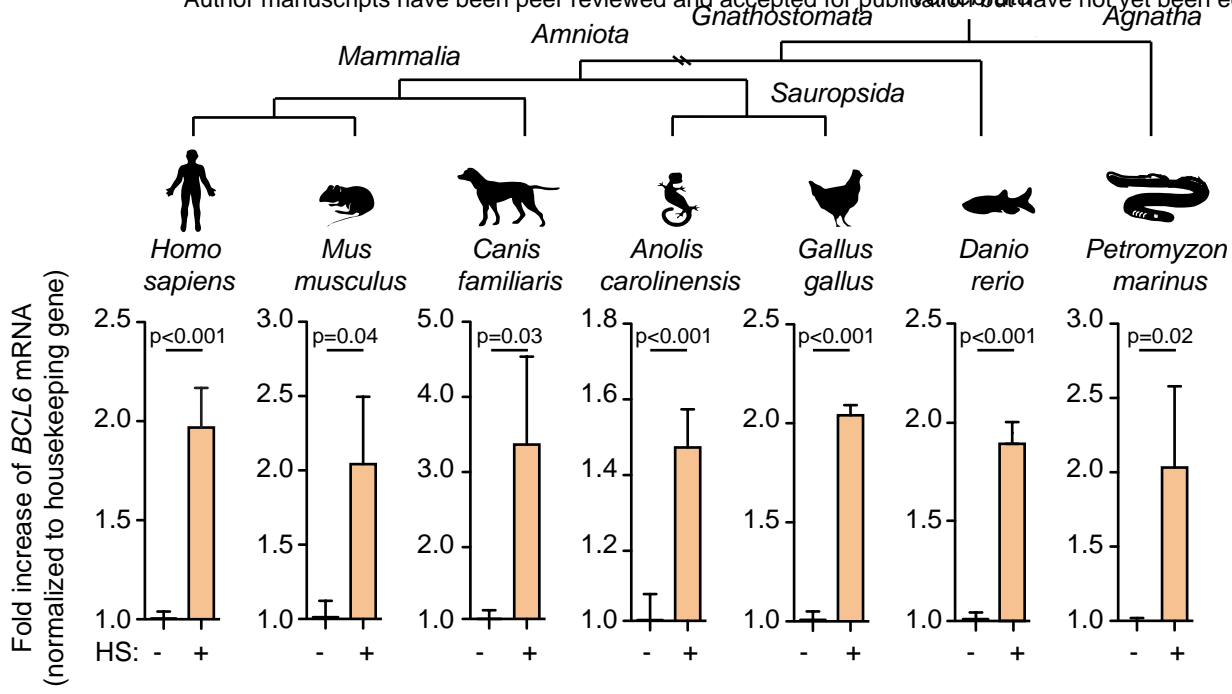 Author manuscripts have been peer reviewed and accepted for publication but have not yet been
Gnathostomata
Agnatha
Amniota
Mammalia
Sauropsida
Homo sapiens
Mus musculus
Canis familiaris
Anolis carolinensis
Gallus gallus
Danio rerio
Petromyzon marinus
Fold increase of BCL6 mRNA
(normalized to housekeeping gene)
2.5 2.0 1.5 1.0
p<0.001
3.0 2.5 2.0 1.5 1.0
p=0.04
5.0 4.0 3.0 2.0 1.0
p=0.03
1.8 1.6 1.4 1.2 1.0
p<0.001
2.5 2.0 1.5 1.0
p<0.001
2.5 2.0 1.5 1.0
p<0.001
3.0 2.5 2.0 1.5 1.0
p=0.02
HS: - + - + - + - + - + - + - +